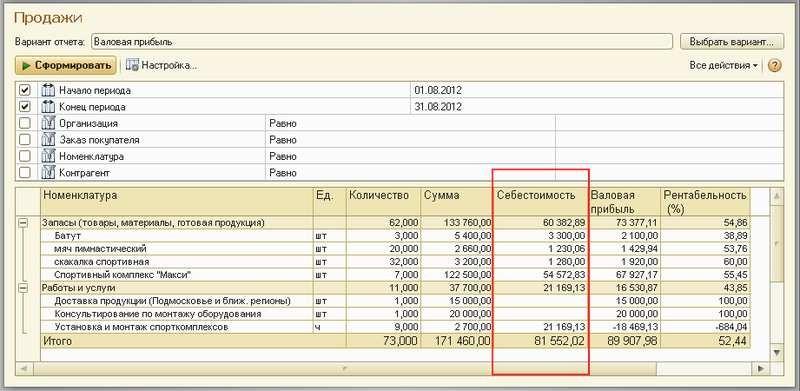 Продажи
Вариант отчета: Валовая прибыль Выбрать вариант...
Сформировать Настройка... Все действия ?
Начало периода 01.08.2012
Конец периода 31.08.2012
Организация Равно
Заказ покупателя Равно
Номенклатура Равно
Контрагент Равно
Номенклатура Ед. Количество Сумма Себестоимость Валовая прибыль Рентабельность (%)
Запасы (товары, материалы, готовая продукция) 62,000 133 760,00 60 382,89 73 377,11 54,86
Батут шт 3,000 5 400,00 3 300,00 2 100,00 38,89
мяч гимнастический шт 20,000 2 660,00 1 230,06 1 429,94 53,76
скакалка спортивная шт 32,000 3 200,00 1 280,00 1 920,00 60,00
Спортивный комплекс "Макси" шт 7,000 122 500,00 54 572,83 67 927,17 55,45
Работы и услуги 11,000 37 700,00 21 169,13 16 530,87 43,85
Доставка продукции (Подмосковье и ближ. регионы) шт 1,000 15 000,00 15 000,00 100,00
Консультирование по монтажу оборудования шт 1,000 20 000,00 20 000,00 100,00
Установка и монтаж спорткомплексов ч 9,000 2 700,00 21 169,13 -18 469,13 -684,04
Итого 73,000 171 460,00 81 552,02 89 907,98 52,44